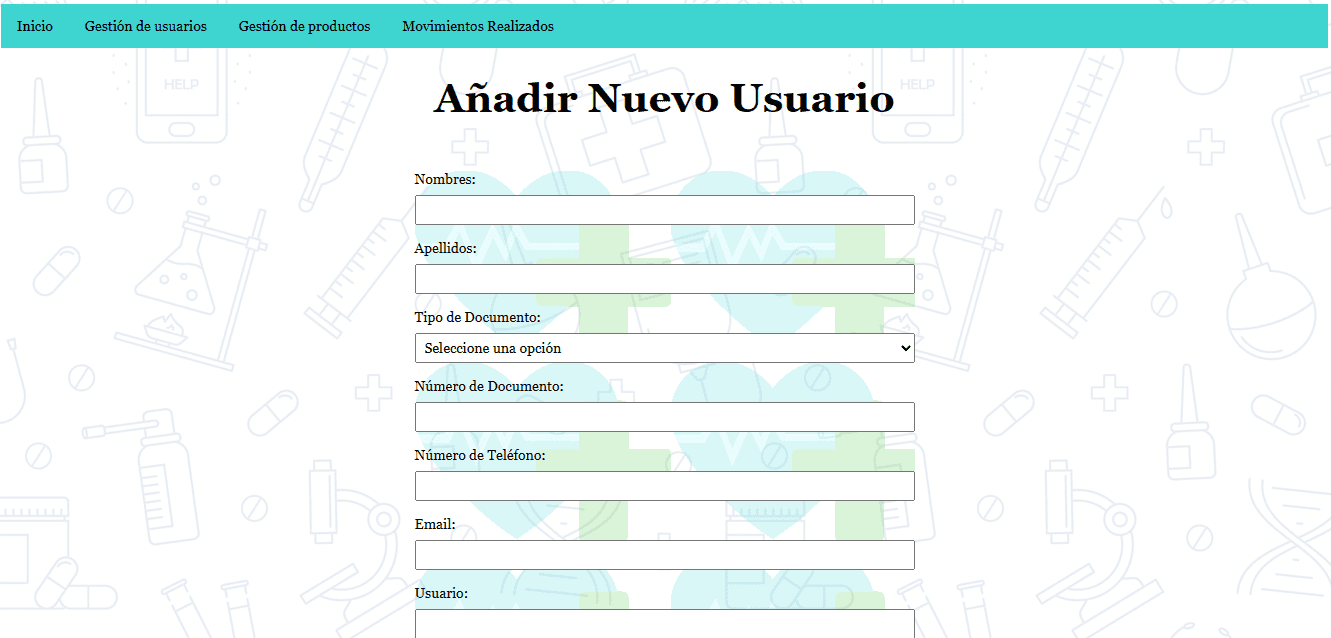 Inicio Gestión de usuarios Gestión de productos Movimientos Realizados
HELP HELP
Añadir Nuevo Usuario
Nombres:
Apellidos:
Tipo de Documento:
Seleccione una opción
Número de Documento:
Número de Teléfono:
Email:
Usuario: